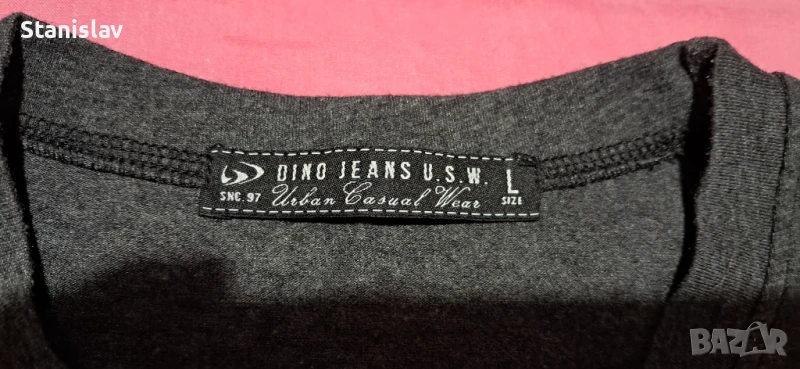 Stanislav
DINO JEANS U.S.W. L
SNC.97 Urban Casual Wear SIZE
BAZAR